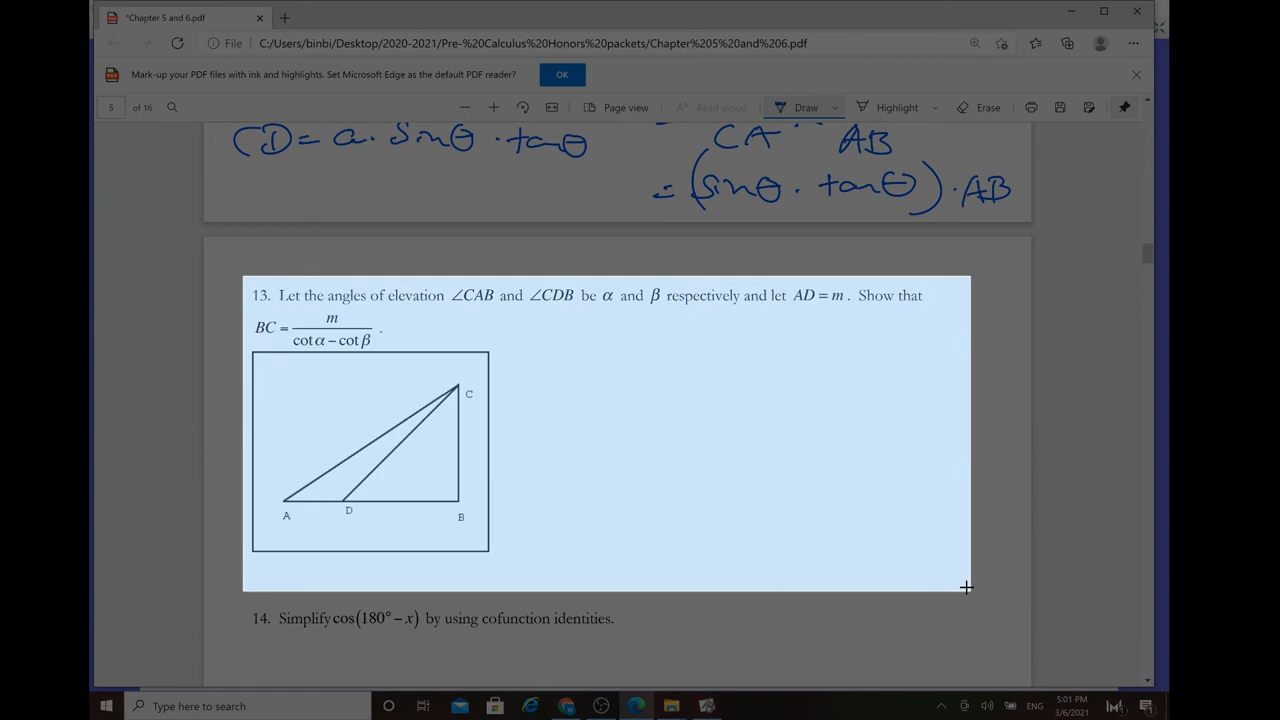 *Chapter 5 and 6.pdf
File C:/Users/binbi/Desktop/2020-2021/Pre-%20Calculus%20Honors%20packets/Chapter%205%20and%206.pdf
Mark-up your PDF files with ink and highlights. Set Microsoft Edge as the default PDF reader? OK
5 of 16 Page view Read aloud Draw Highlight Erase
CD = a. Sinθ . tanθ
CA AB
= (Sinθ . tanθ) . AB
13. Let the angles of elevation ∠CAB and ∠CDB be α and β respectively and let AD = m. Show that
BC = m / (cot α − cot β) .
C
A D B
14. Simplify cos(180° − x) by using cofunction identities.
Type here to search
ENG
5:01 PM
3/6/2021